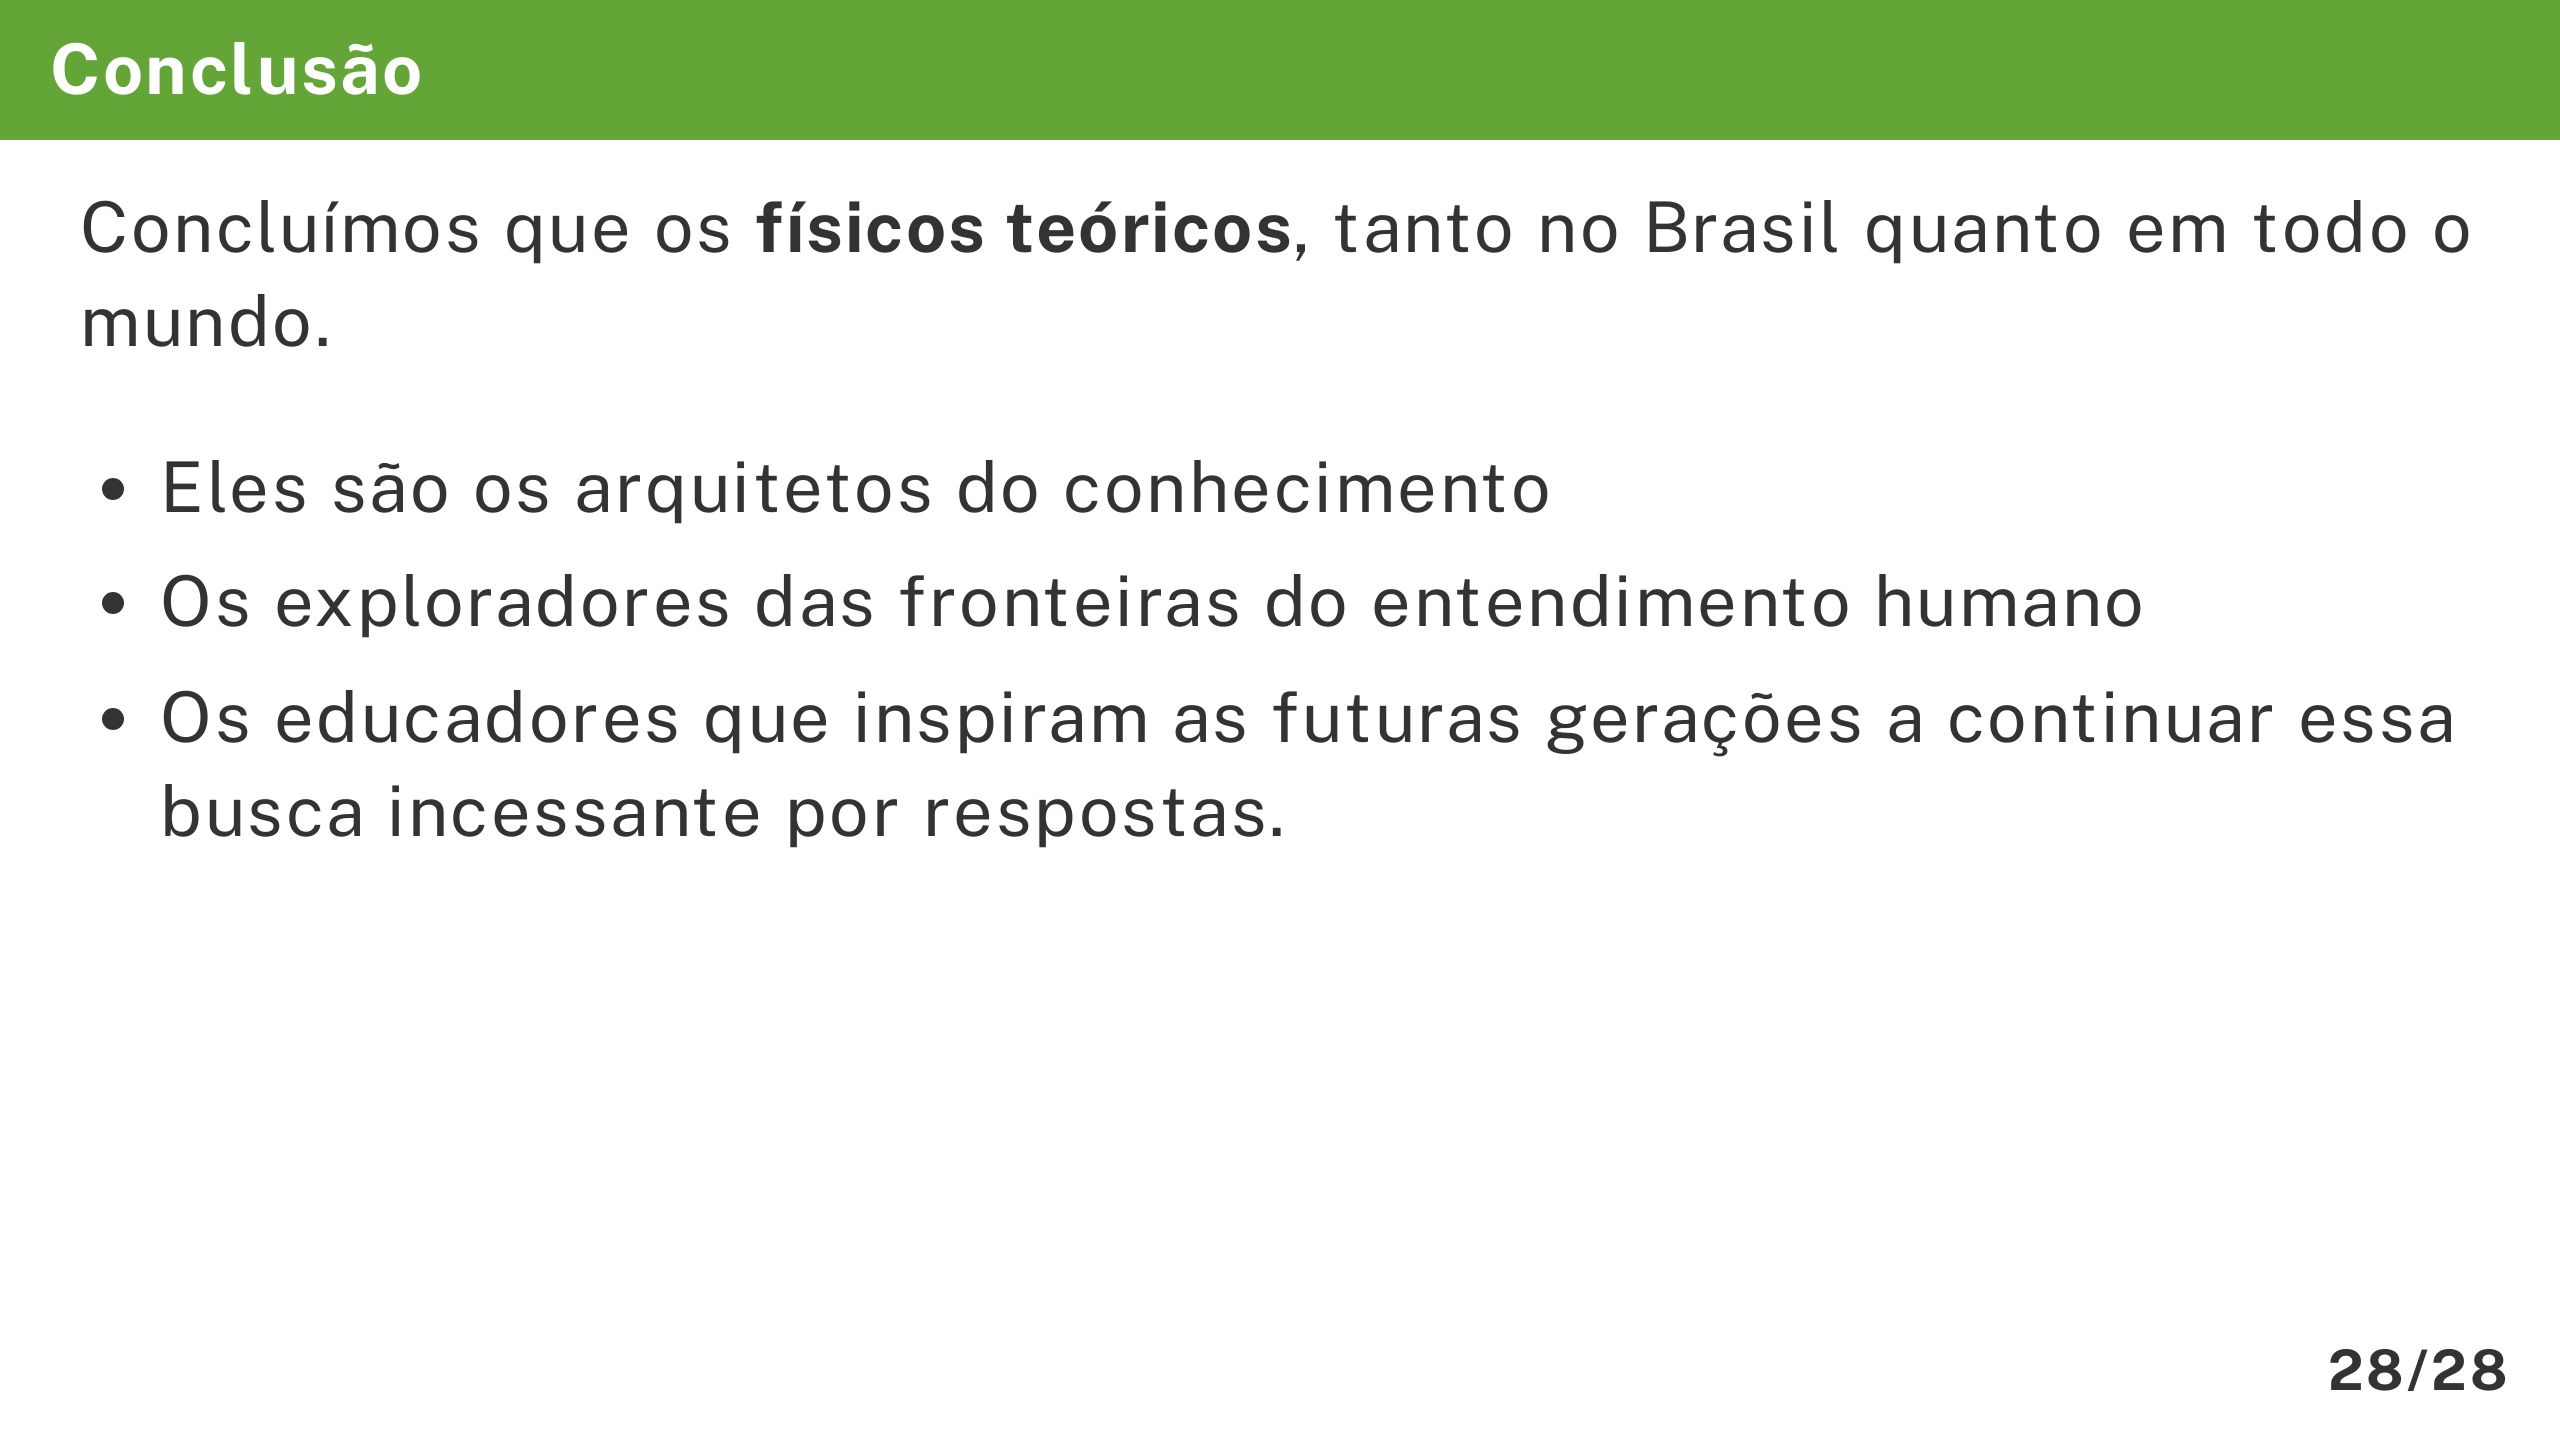 Conclusão
Concluímos que os físicos teóricos, tanto no Brasil quanto em todo o
mundo.
• Eles são os arquitetos do conhecimento
• Os exploradores das fronteiras do entendimento humano
• Os educadores que inspiram as futuras gerações a continuar essa
busca incessante por respostas.
28/28